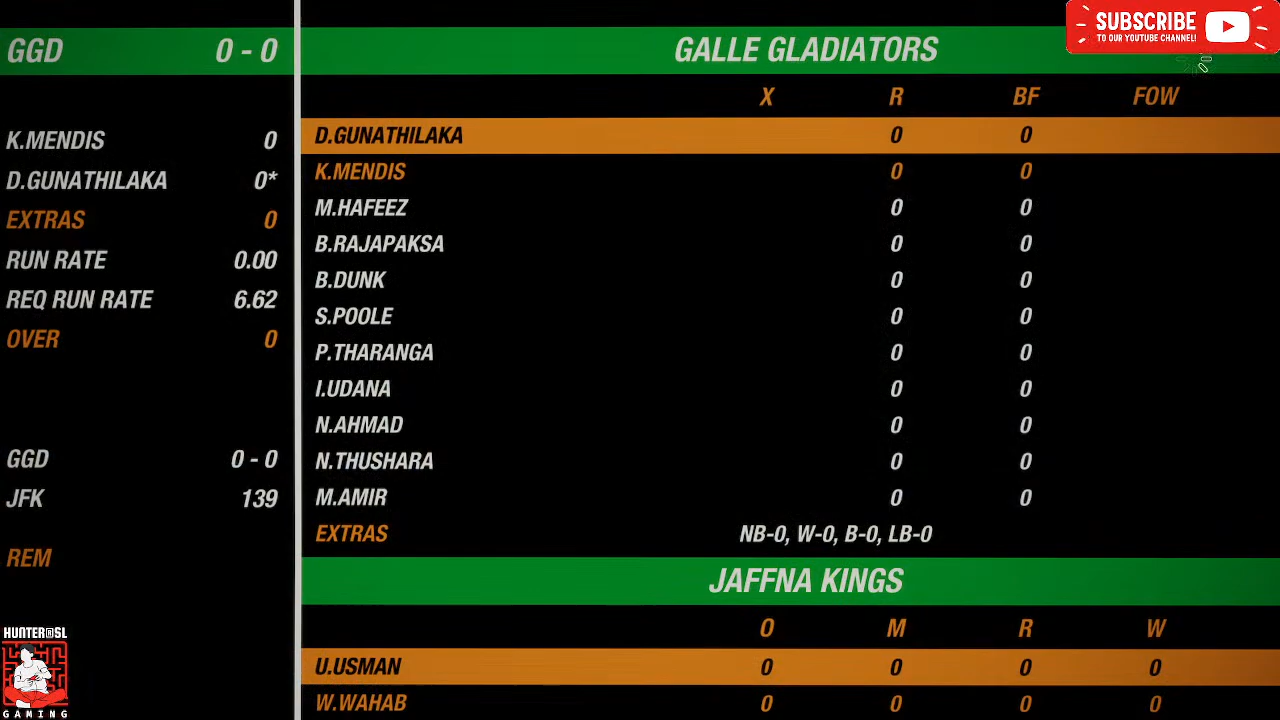 GGD 0 - 0
K.MENDIS 0
D.GUNATHILAKA 0*
EXTRAS 0
RUN RATE 0.00
REQ RUN RATE 6.62
OVER 0
GGD 0 - 0
JFK 139
REM
HUNTER SL
GAMING
SUBSCRIBE
TO OUR YOUTUBE CHANNEL!
GALLE GLADIATORS
X R BF FOW
D.GUNATHILAKA 0 0
K.MENDIS 0 0
M.HAFEEZ 0 0
B.RAJAPAKSA 0 0
B.DUNK 0 0
S.POOLE 0 0
P.THARANGA 0 0
I.UDANA 0 0
N.AHMAD 0 0
N.THUSHARA 0 0
M.AMIR 0 0
EXTRAS NB-0, W-0, B-0, LB-0
JAFFNA KINGS
O M R W
U.USMAN 0 0 0 0
W.WAHAB 0 0 0 0